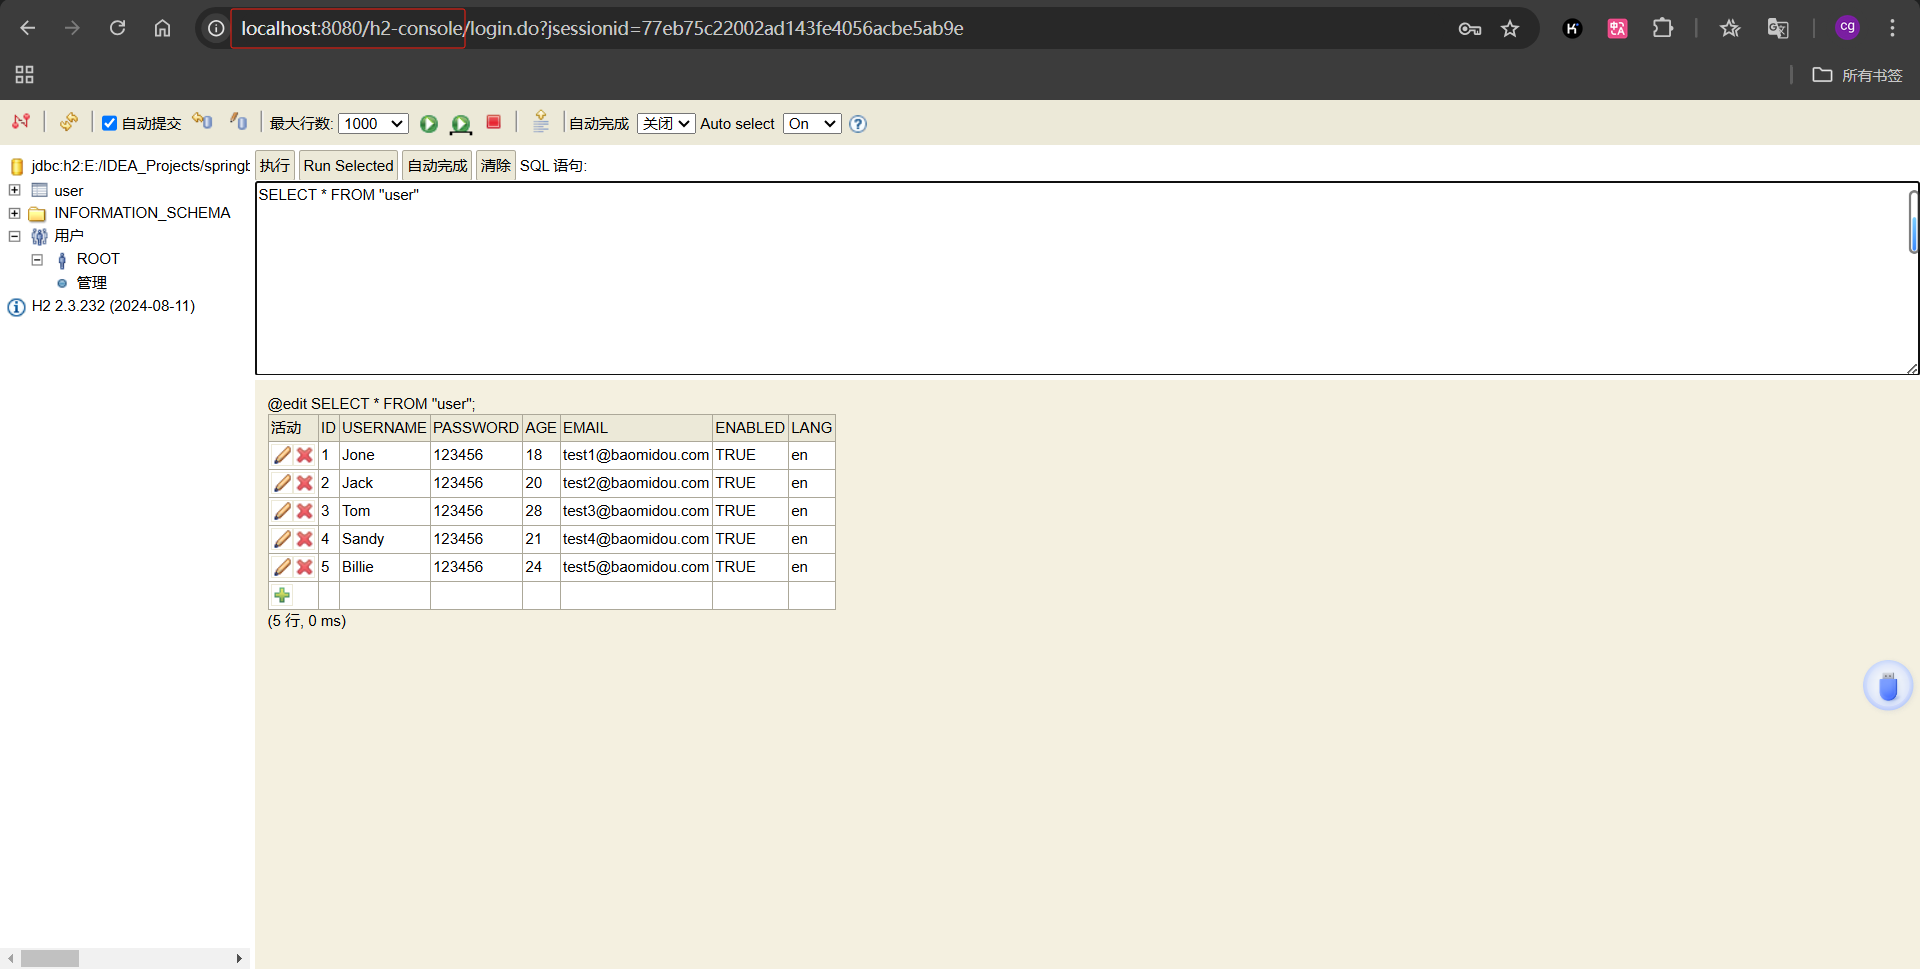 localhost:8080/h2-console/login.do?jsessionid=77eb75c22002ad143fe4056acbe5ab9e
cg
所有书签
自动提交 最大行数: 1000 自动完成 关闭 Auto select On
jdbc:h2:E:/IDEA_Projects/springb
user
INFORMATION_SCHEMA
用户
ROOT
管理
H2 2.3.232 (2024-08-11)
执行 Run Selected 自动完成 清除 SQL 语句:
SELECT * FROM "user"
@edit SELECT * FROM "user";
活动 ID USERNAME PASSWORD AGE EMAIL ENABLED LANG
1 Jone 123456 18 test1@baomidou.com TRUE en
2 Jack 123456 20 test2@baomidou.com TRUE en
3 Tom 123456 28 test3@baomidou.com TRUE en
4 Sandy 123456 21 test4@baomidou.com TRUE en
5 Billie 123456 24 test5@baomidou.com TRUE en
(5 行, 0 ms)